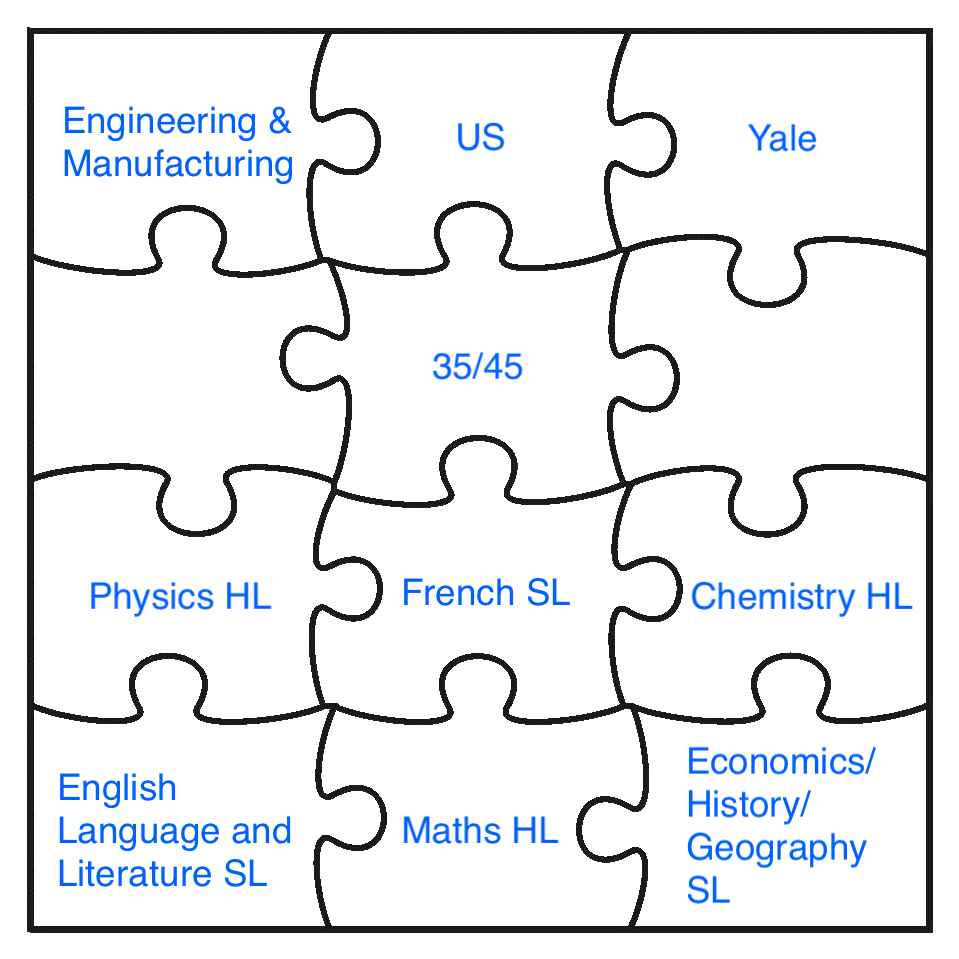 Engineering &
Manufacturing
US
Yale
35/45
Physics HL
French SL
Chemistry HL
English
Language and
Literature SL
Maths HL
Economics/
History/
Geography
SL